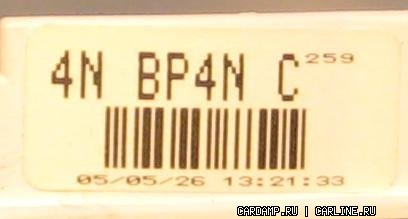 4N BP4N C 259
05/05/26 13:21:33
CARDAMP.RU | CARLINE.RU